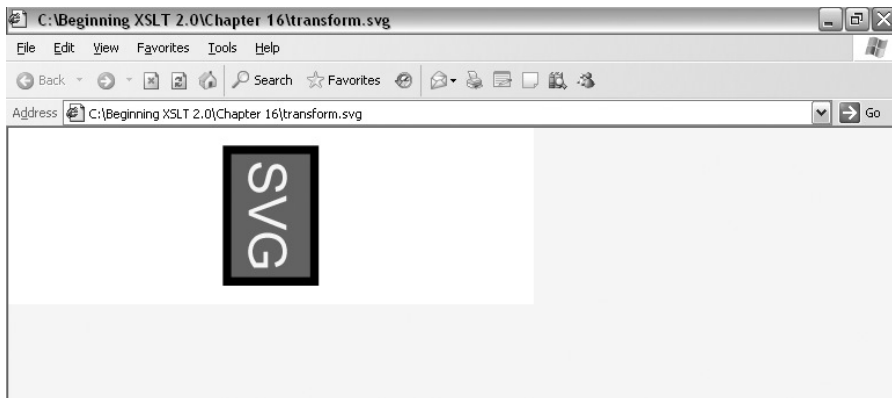 C:\Beginning XSLT 2.0\Chapter 16\transform.svg
File Edit View Favorites Tools Help
Back Search Favorites
Address C:\Beginning XSLT 2.0\Chapter 16\transform.svg Go
SVG